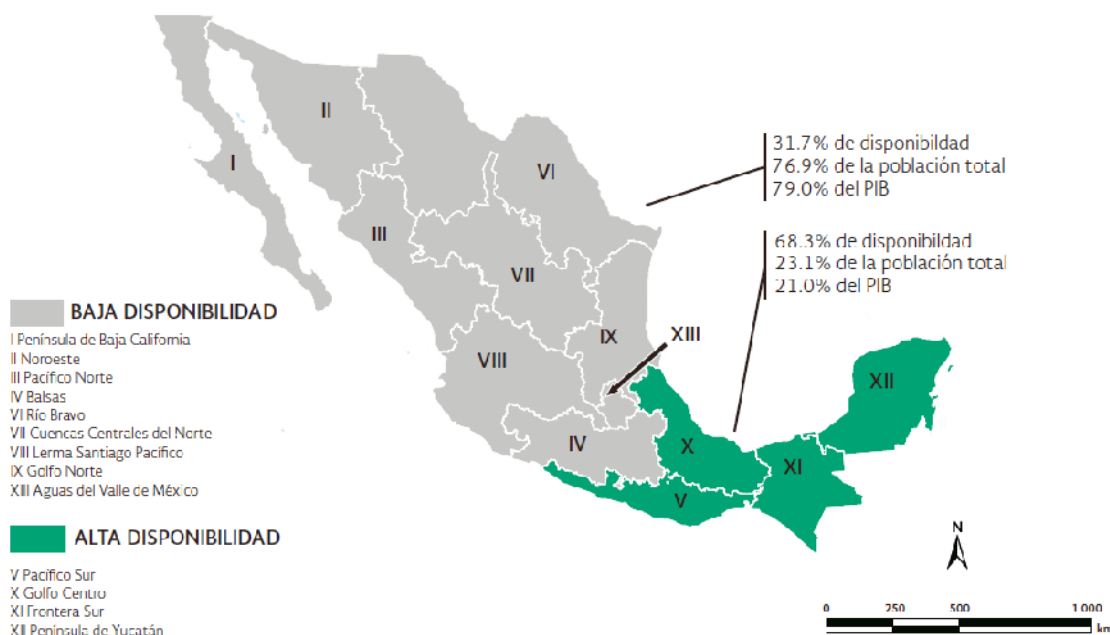 I
II
III
VI
VII
VIII
IX
XIII
IV
X
V
XI
XII
31.7% de disponibildad
76.9% de la población total
79.0% del PIB
68.3% de disponibildad
23.1% de la población total
21.0% del PIB
BAJA DISPONIBILIDAD
I Península de Baja California
II Noroeste
III Pacífico Norte
IV Balsas
VI Río Bravo
VII Cuencas Centrales del Norte
VIII Lerma Santiago Pacífico
IX Golfo Norte
XIII Aguas del Valle de México
ALTA DISPONIBILIDAD
V Pacífico Sur
X Golfo Centro
XI Frontera Sur
XII Península de Yucatán
N
0 250 500 1 000
km